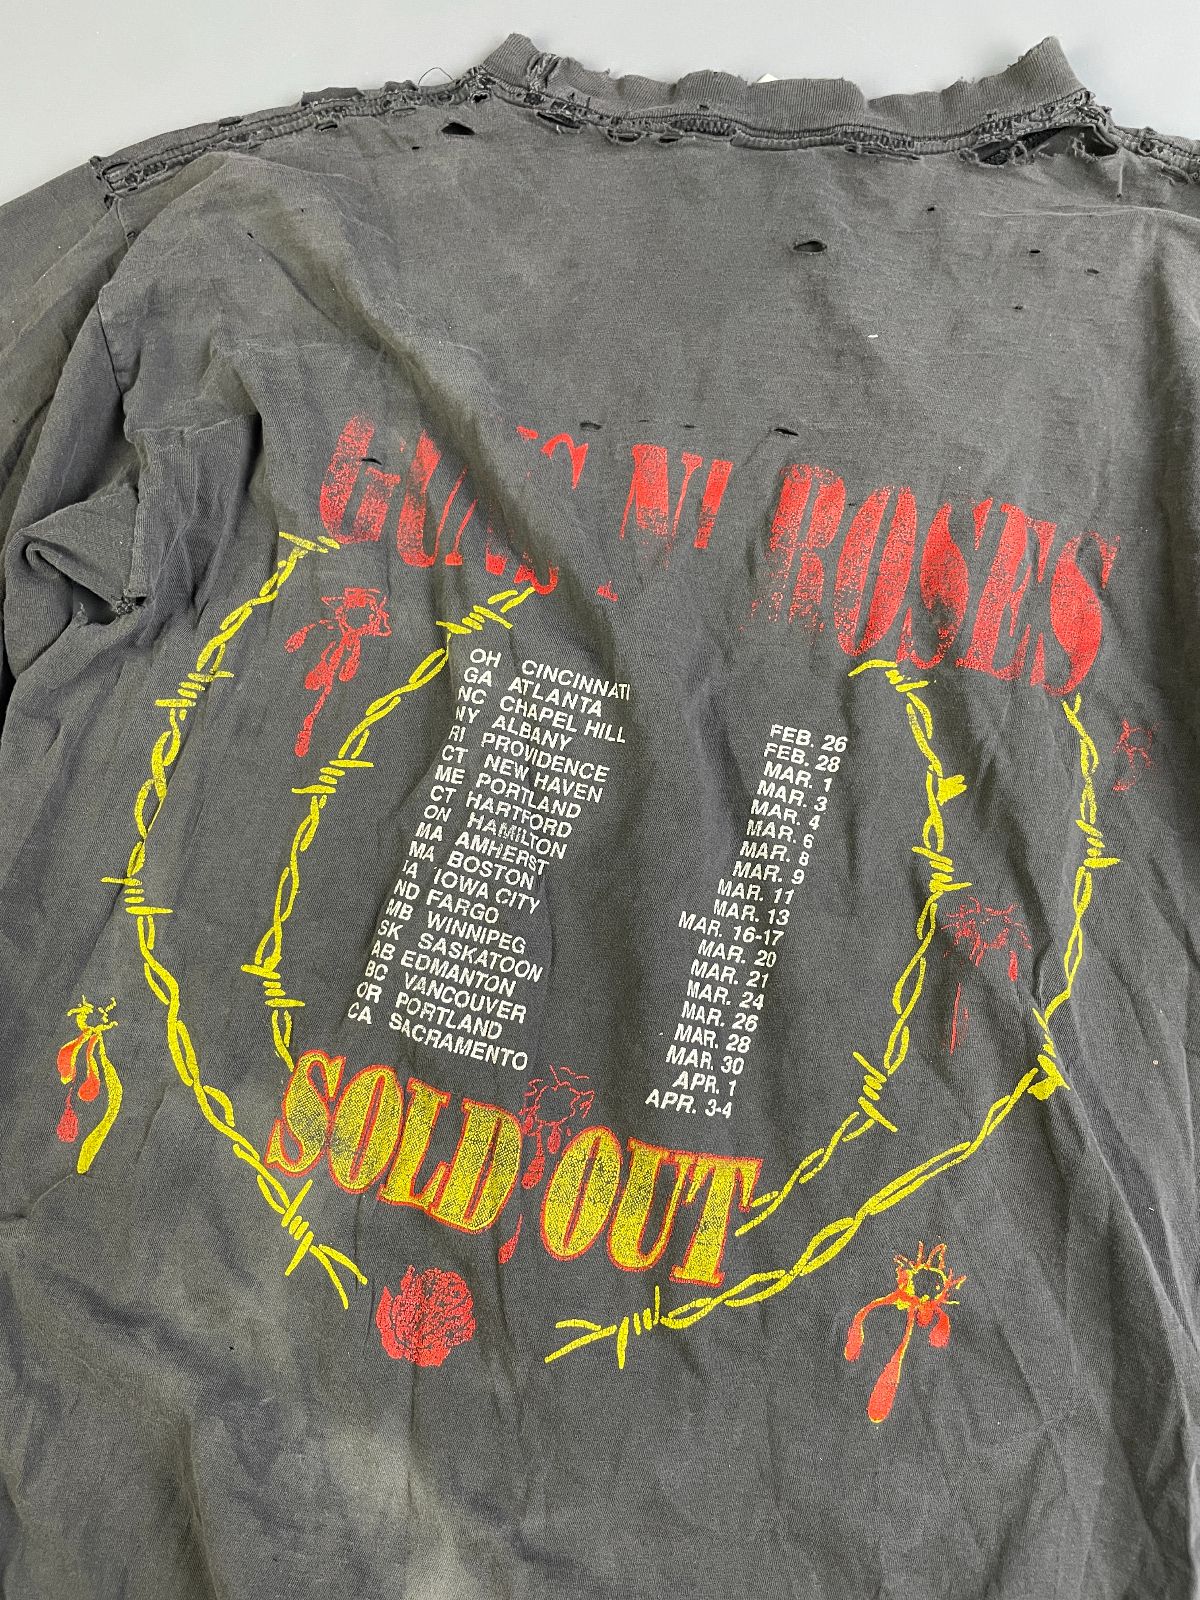 GUNS N' ROSES
OH CINCINNATI FEB. 26
GA ATLANTA FEB. 28
NC CHAPEL HILL MAR. 1
NY ALBANY MAR. 3
RI PROVIDENCE MAR. 4
CT NEW HAVEN MAR. 6
ME PORTLAND MAR. 8
CT HARTFORD MAR. 9
ON HAMILTON MAR. 11
MA AMHERST MAR. 13
MA BOSTON MAR. 16-17
IA IOWA CITY MAR. 20
ND FARGO MAR. 21
MB WINNIPEG MAR. 24
SK SASKATOON MAR. 26
AB EDMANTON MAR. 28
BC VANCOUVER MAR. 30
OR PORTLAND APR. 1
CA SACRAMENTO APR. 3-4
SOLD OUT